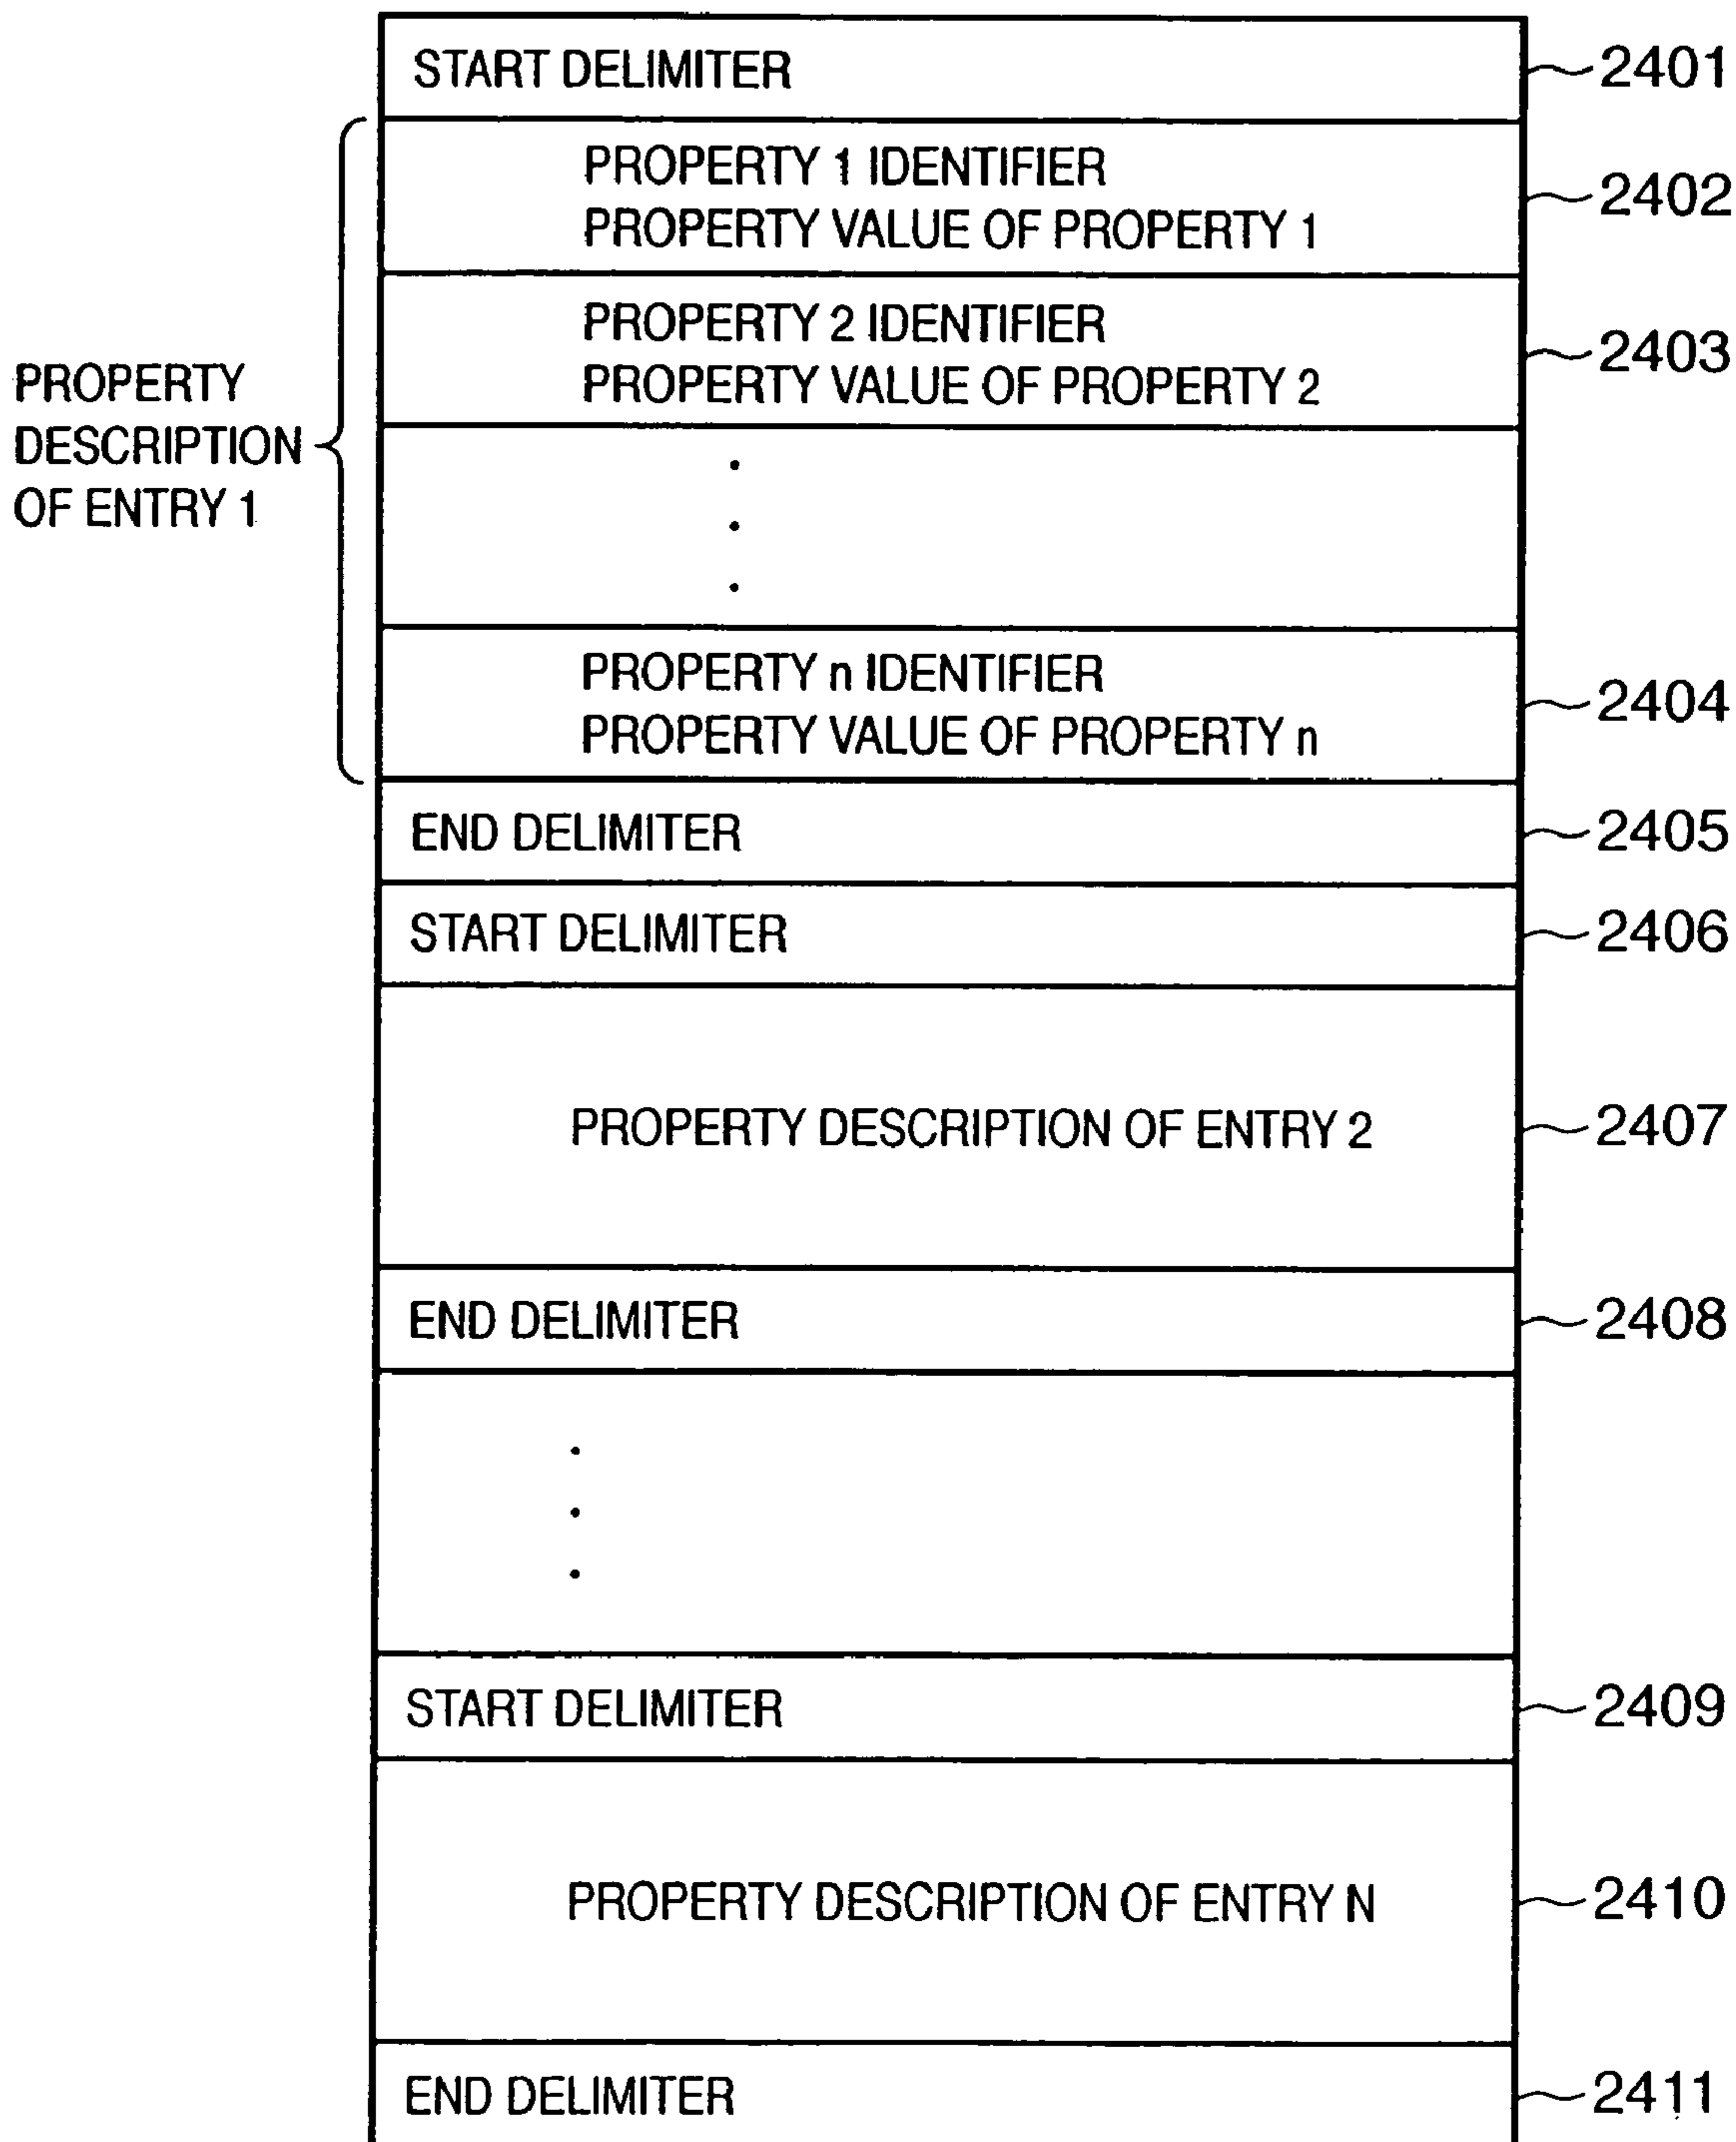 START DELIMITER
2401
PROPERTY 1 IDENTIFIER
PROPERTY VALUE OF PROPERTY 1
2402
PROPERTY 2 IDENTIFIER
PROPERTY VALUE OF PROPERTY 2
2403
PROPERTY
DESCRIPTION
OF ENTRY 1
PROPERTY n IDENTIFIER
PROPERTY VALUE OF PROPERTY n
2404
END DELIMITER
2405
START DELIMITER
2406
PROPERTY DESCRIPTION OF ENTRY 2
2407
END DELIMITER
2408
START DELIMITER
2409
PROPERTY DESCRIPTION OF ENTRY N
2410
END DELIMITER
2411